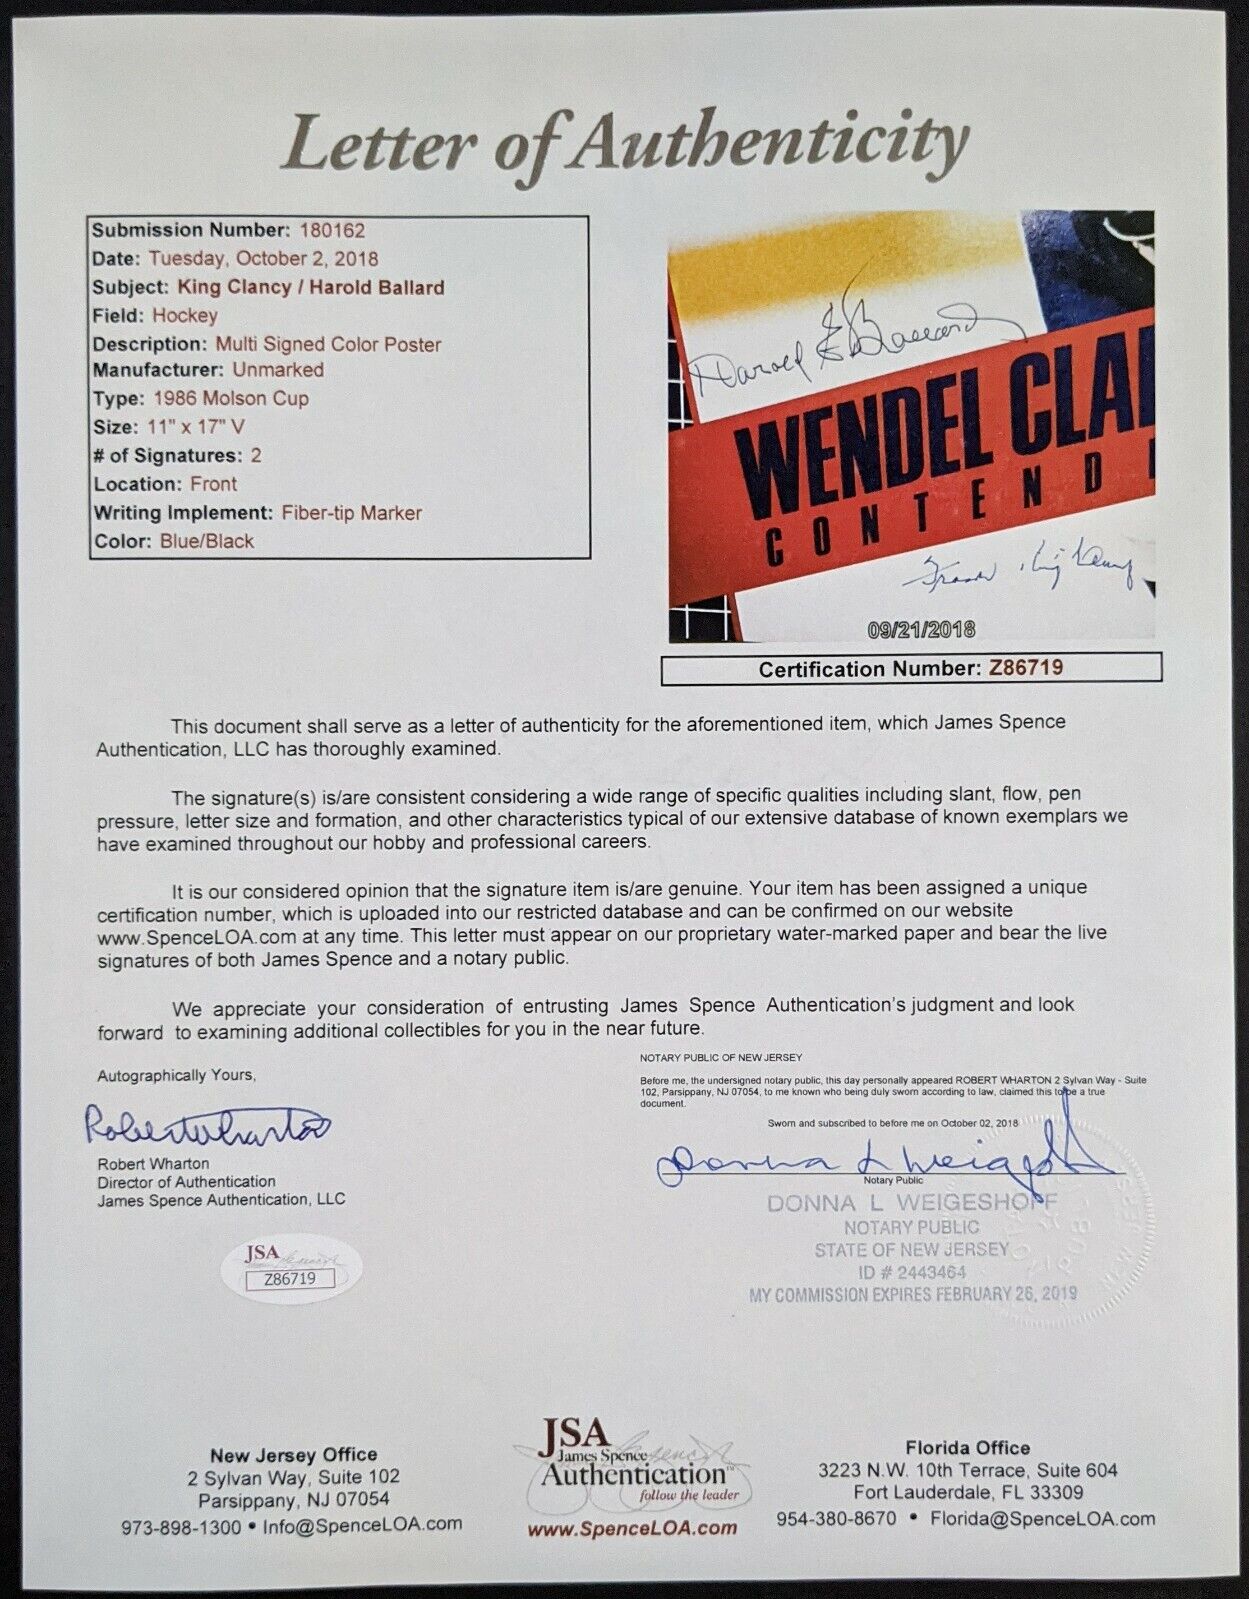 Letter of Authenticity
Submission Number: 180162
Date: Tuesday, October 2, 2018
Subject: King Clancy / Harold Ballard
Field: Hockey
Description: Multi Signed Color Poster
Manufacturer: Unmarked
Type: 1986 Molson Cup
Size: 11" x 17" V
# of Signatures: 2
Location: Front
Writing Implement: Fiber-tip Marker
Color: Blue/Black
Harold E Ballard
WENDEL CLA
CONTEND
Frank King Clancy
09/21/2018
Certification Number: Z86719
This document shall serve as a letter of authenticity for the aforementioned item, which James Spence
Authentication, LLC has thoroughly examined.
The signature(s) is/are consistent considering a wide range of specific qualities including slant, flow, pen
pressure, letter size and formation, and other characteristics typical of our extensive database of known exemplars we
have examined throughout our hobby and professional careers.
It is our considered opinion that the signature item is/are genuine. Your item has been assigned a unique
certification number, which is uploaded into our restricted database and can be confirmed on our website
www.SpenceLOA.com at any time. This letter must appear on our proprietary water-marked paper and bear the live
signatures of both James Spence and a notary public.
We appreciate your consideration of entrusting James Spence Authentication's judgment and look
forward to examining additional collectibles for you in the near future.
Autographically Yours,
Robert Wharton
Robert Wharton
Director of Authentication
James Spence Authentication, LLC
JSA
Z86719
NOTARY PUBLIC OF NEW JERSEY
Before me, the undersigned notary public, this day personally appeared ROBERT WHARTON 2 Sylvan Way - Suite
102, Parsippany, NJ 07054, to me known who being duly sworn according to law, claimed this to be a true
document.
Sworn and subscribed to before me on October 02, 2018
Donna L Weigeshoff
Notary Public
DONNA L WEIGESHOFF
NOTARY PUBLIC
STATE OF NEW JERSEY
ID # 2443464
MY COMMISSION EXPIRES FEBRUARY 26, 2019
New Jersey Office
2 Sylvan Way, Suite 102
Parsippany, NJ 07054
973-898-1300 • Info@SpenceLOA.com
JSA
James Spence
Authentication™
follow the leader
www.SpenceLOA.com
Florida Office
3223 N.W. 10th Terrace, Suite 604
Fort Lauderdale, FL 33309
954-380-8670 • Florida@SpenceLOA.com